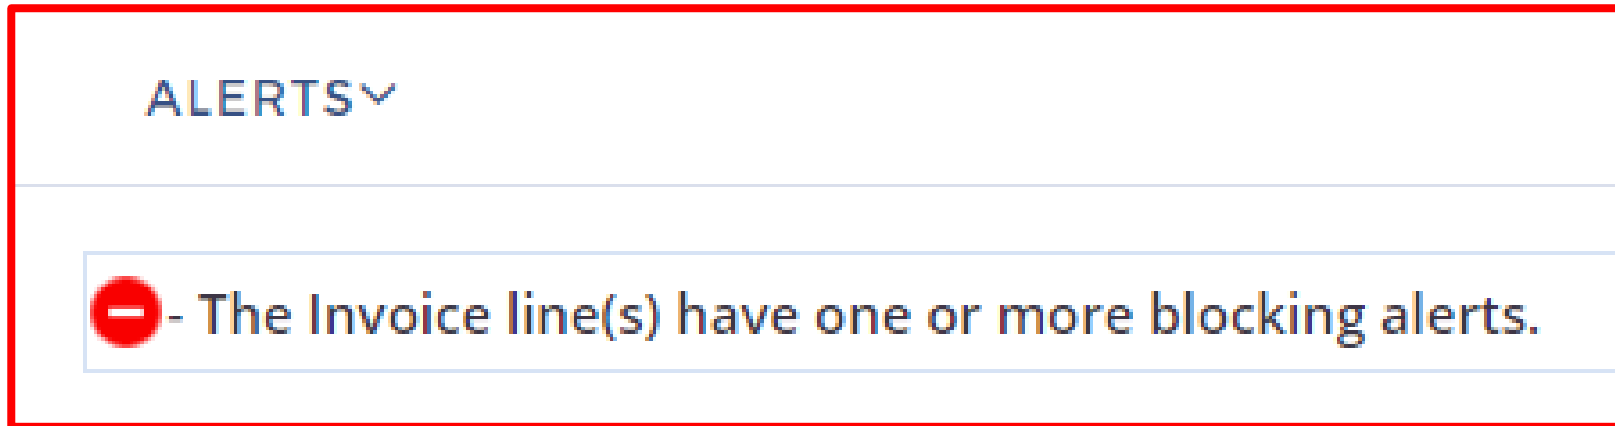 ALERTS
- The Invoice line(s) have one or more blocking alerts.